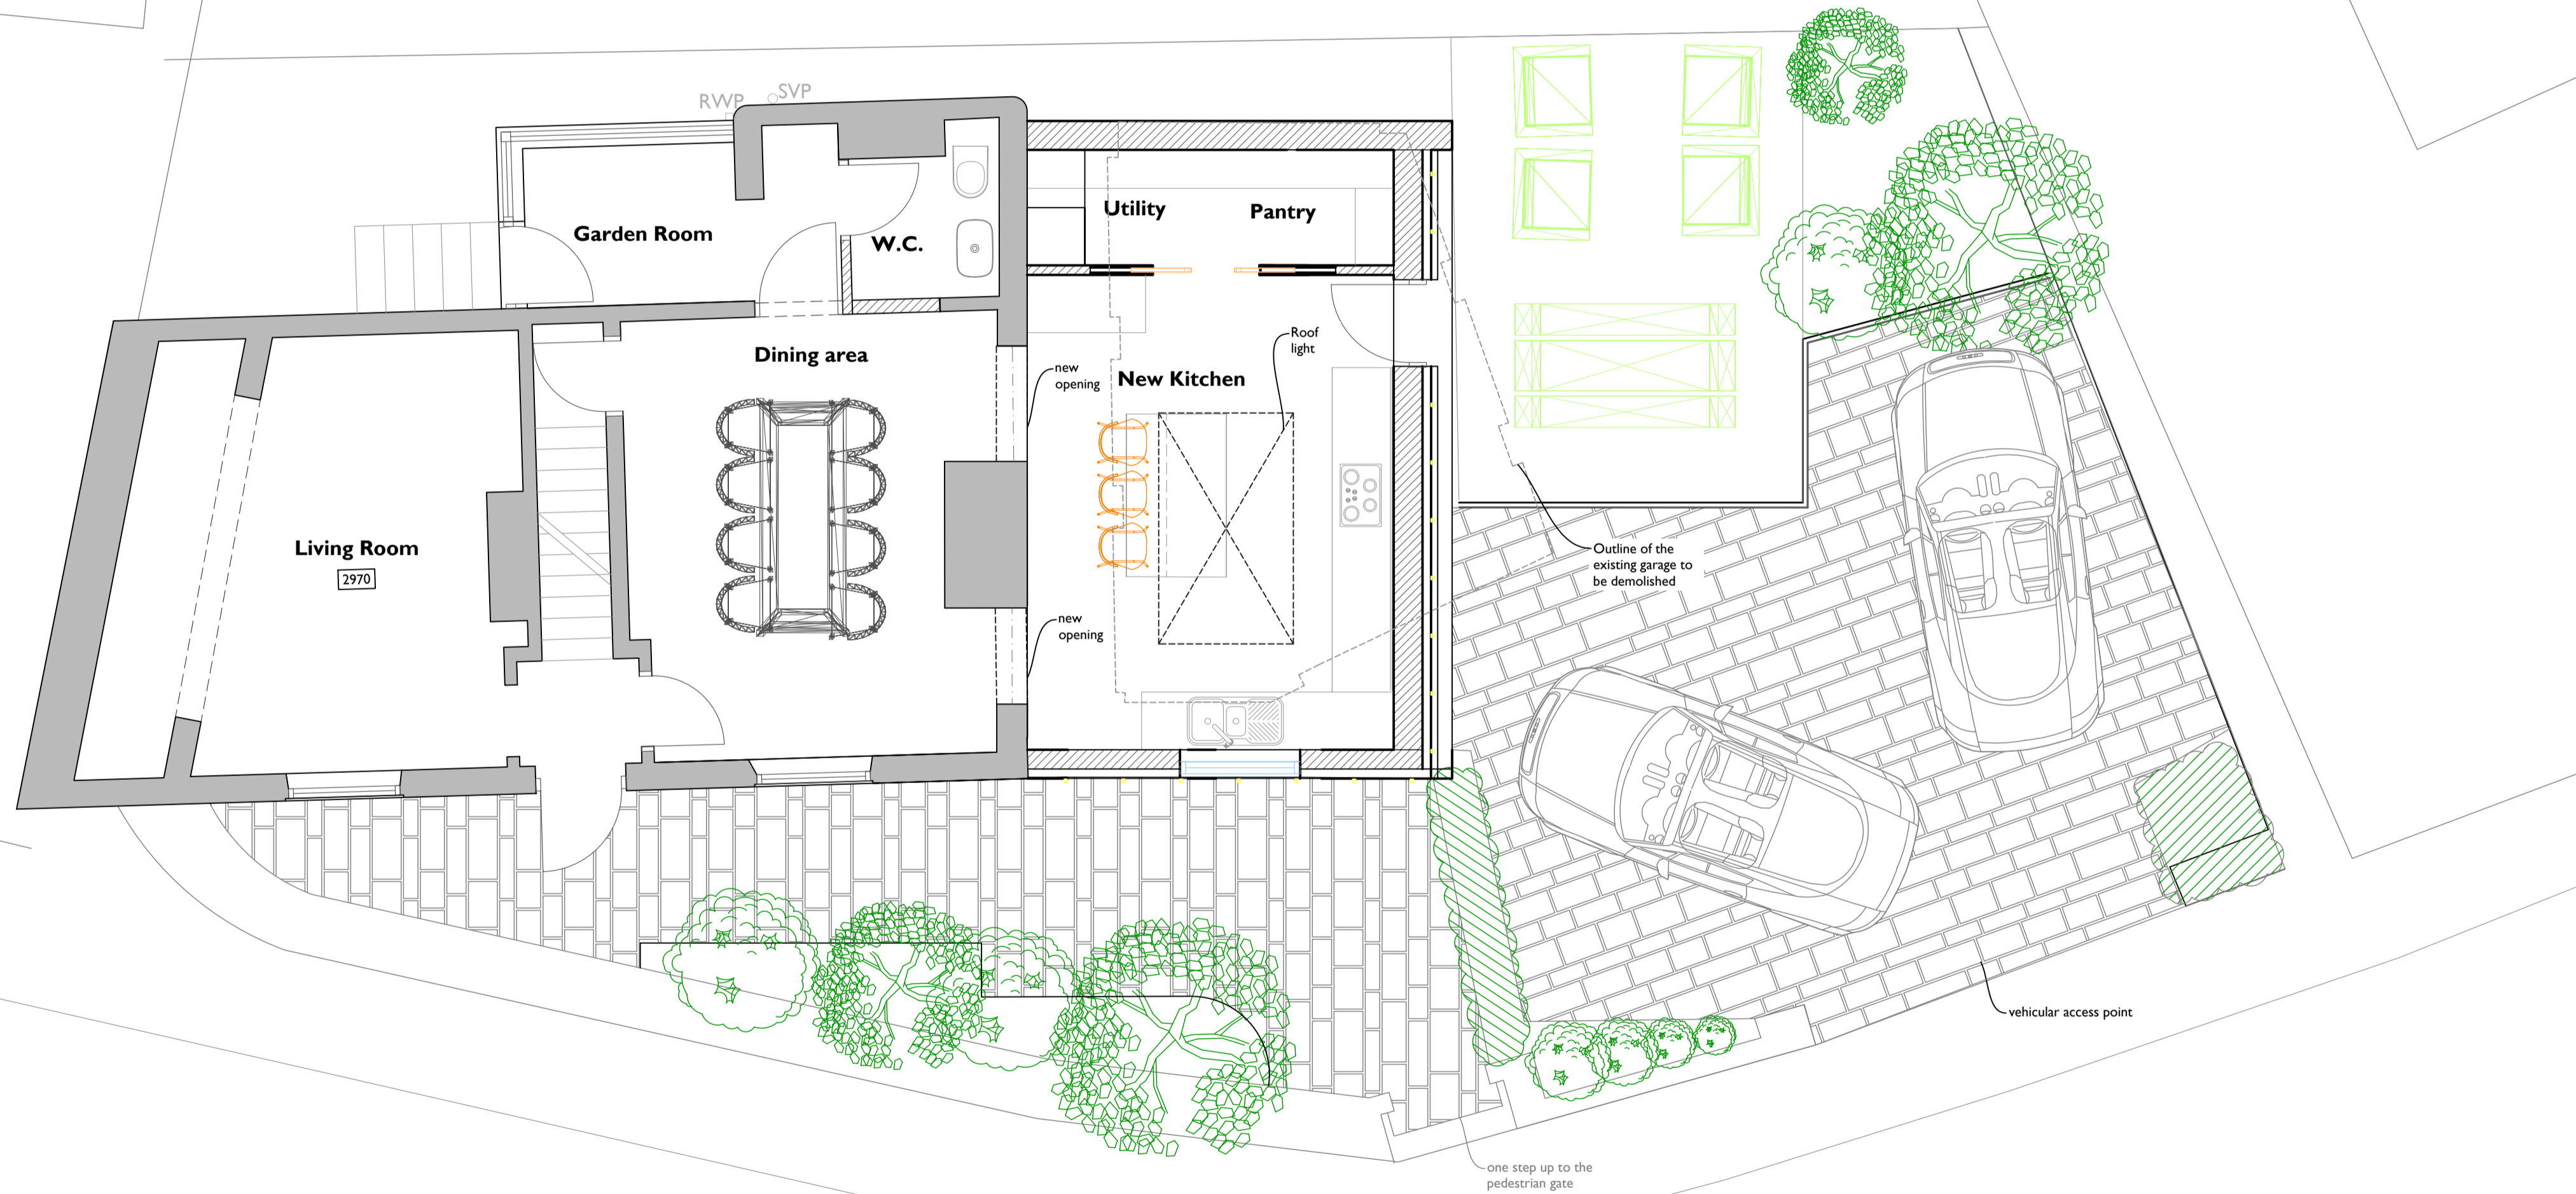 RWP
SVP
Utility
Pantry
Garden Room
W.C.
Dining area
Roof
light
new
opening
New Kitchen
Living Room
2970
Outline of the
existing garage to
be demolished
new
opening
vehicular access point
one step up to the
pedestrian gate